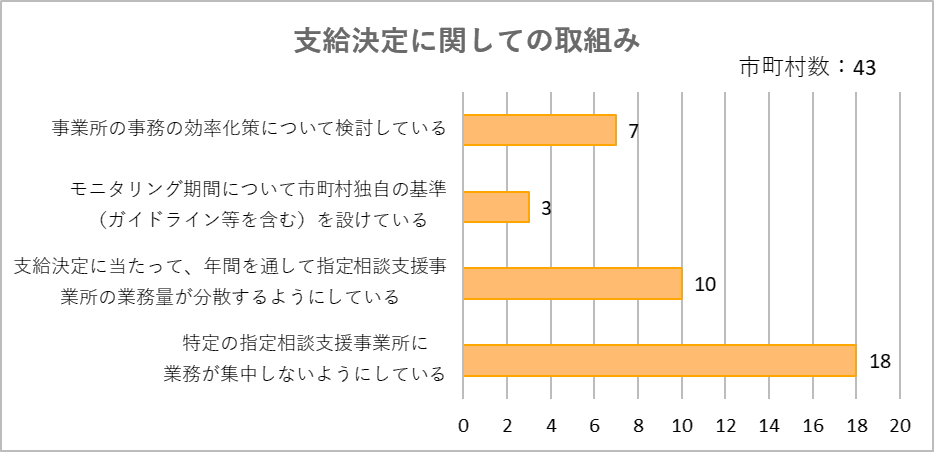 支給決定に関しての取組み
市町村数：43
事業所の事務の効率化策について検討している
7
モニタリング期間について市町村独自の基準
（ガイドライン等を含む）を設けている
3
支給決定に当たって、年間を通して指定相談支援事
業所の業務量が分散するようにしている
10
特定の指定相談支援事業所に
業務が集中しないようにしている
18
0 2 4 6 8 10 12 14 16 18 20